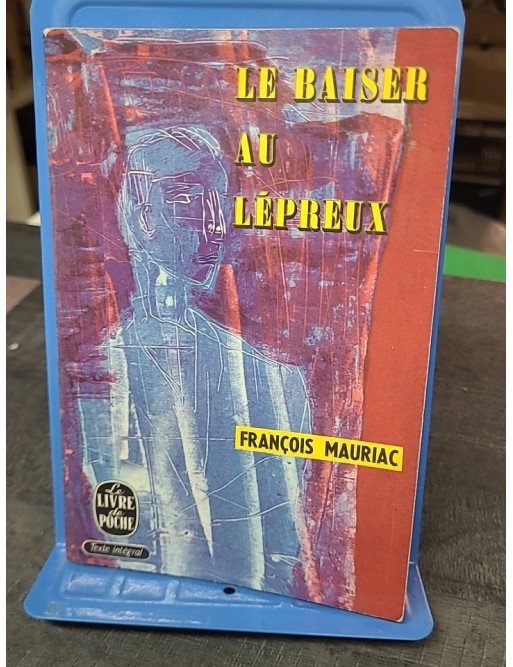 LE BAISER
AU
LÉPREUX
FRANÇOIS MAURIAC
Le
LIVRE
de
POCHE
Texte intégral